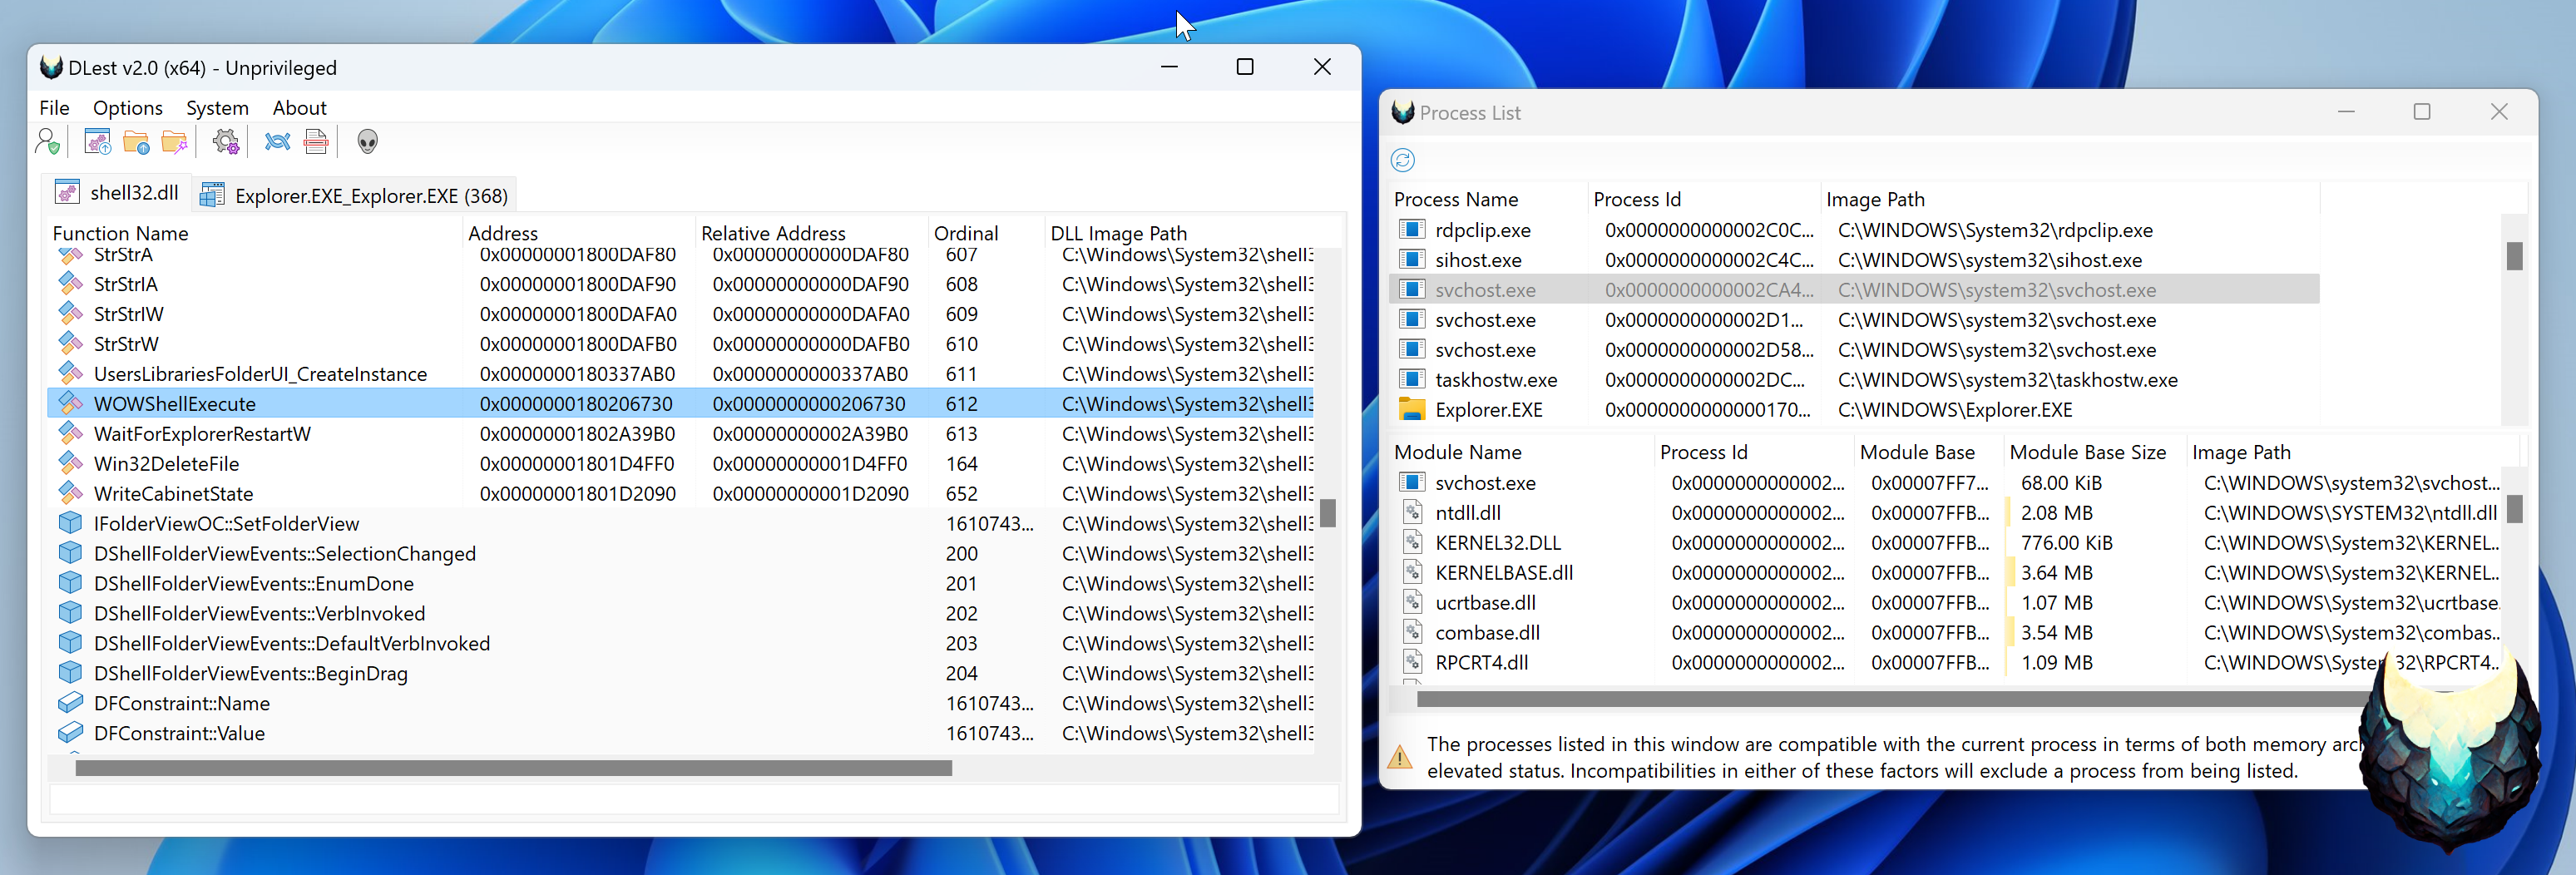 DLest v2.0 (x64) - Unprivileged
File Options System About
shell32.dll Explorer.EXE_Explorer.EXE (368)
Function Name Address Relative Address Ordinal DLL Image Path
StrStrA 0x00000001800DAF80 0x00000000000DAF80 607 C:\Windows\System32\shell3
StrStrIA 0x00000001800DAF90 0x00000000000DAF90 608 C:\Windows\System32\shell3
StrStrIW 0x00000001800DAFA0 0x00000000000DAFA0 609 C:\Windows\System32\shell3
StrStrW 0x00000001800DAFB0 0x00000000000DAFB0 610 C:\Windows\System32\shell3
UsersLibrariesFolderUI_CreateInstance 0x0000000180337AB0 0x0000000000337AB0 611 C:\Windows\System32\shell3
WOWShellExecute 0x0000000180206730 0x0000000000206730 612 C:\Windows\System32\shell3
WaitForExplorerRestartW 0x00000001802A39B0 0x00000000002A39B0 613 C:\Windows\System32\shell3
Win32DeleteFile 0x00000001801D4FF0 0x00000000001D4FF0 164 C:\Windows\System32\shell3
WriteCabinetState 0x00000001801D2090 0x00000000001D2090 652 C:\Windows\System32\shell3
IFolderViewOC::SetFolderView 1610743... C:\Windows\System32\shell3
DShellFolderViewEvents::SelectionChanged 200 C:\Windows\System32\shell3
DShellFolderViewEvents::EnumDone 201 C:\Windows\System32\shell3
DShellFolderViewEvents::VerbInvoked 202 C:\Windows\System32\shell3
DShellFolderViewEvents::DefaultVerbInvoked 203 C:\Windows\System32\shell3
DShellFolderViewEvents::BeginDrag 204 C:\Windows\System32\shell3
DFConstraint::Name 1610743... C:\Windows\System32\shell3
DFConstraint::Value 1610743... C:\Windows\System32\shell3
Process List
Process Name Process Id Image Path
rdpclip.exe 0x0000000000002C0C... C:\WINDOWS\System32\rdpclip.exe
sihost.exe 0x0000000000002C4C... C:\WINDOWS\system32\sihost.exe
svchost.exe 0x0000000000002CA4... C:\WINDOWS\system32\svchost.exe
svchost.exe 0x0000000000002D1... C:\WINDOWS\system32\svchost.exe
svchost.exe 0x0000000000002D58... C:\WINDOWS\system32\svchost.exe
taskhostw.exe 0x0000000000002DC... C:\WINDOWS\system32\taskhostw.exe
Explorer.EXE 0x0000000000000170... C:\WINDOWS\Explorer.EXE
Module Name Process Id Module Base Module Base Size Image Path
svchost.exe 0x0000000000002... 0x00007FF7... 68.00 KiB C:\WINDOWS\system32\svchost...
ntdll.dll 0x0000000000002... 0x00007FFB... 2.08 MB C:\WINDOWS\SYSTEM32\ntdll.dll
KERNEL32.DLL 0x0000000000002... 0x00007FFB... 776.00 KiB C:\WINDOWS\System32\KERNEL...
KERNELBASE.dll 0x0000000000002... 0x00007FFB... 3.64 MB C:\WINDOWS\System32\KERNEL...
ucrtbase.dll 0x0000000000002... 0x00007FFB... 1.07 MB C:\WINDOWS\System32\ucrtbase.
combase.dll 0x0000000000002... 0x00007FFB... 3.54 MB C:\WINDOWS\System32\combas...
RPCRT4.dll 0x0000000000002... 0x00007FFB... 1.09 MB C:\WINDOWS\System32\RPCRT4...
The processes listed in this window are compatible with the current process in terms of both memory arc
elevated status. Incompatibilities in either of these factors will exclude a process from being listed.